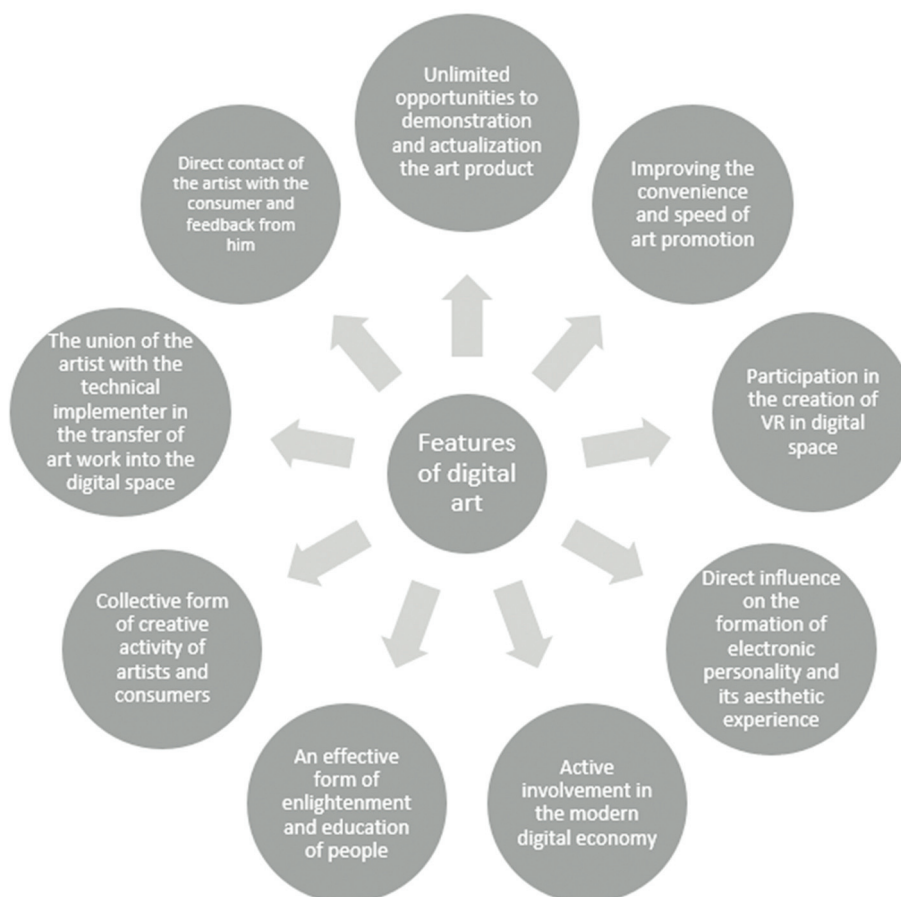 Unlimited
opportunities to
demonstration
and actualization
the art product
Direct contact of
the artist with the
consumer and
feedback from
him
Improving the
convenience
and speed of
art promotion
The union of the
artist with the
technical
implementer in
the transfer of
art work into the
digital space
Participation in
the creation of
VR in digital
space
Features
of digital
art
Collective form
of creative
activity of
artists and
consumers
Direct influence
on the
formation of
electronic
personality and
its aesthetic
experience
An effective
form of
enlightenment
and education
of people
Active
involvement in
the modern
digital economy